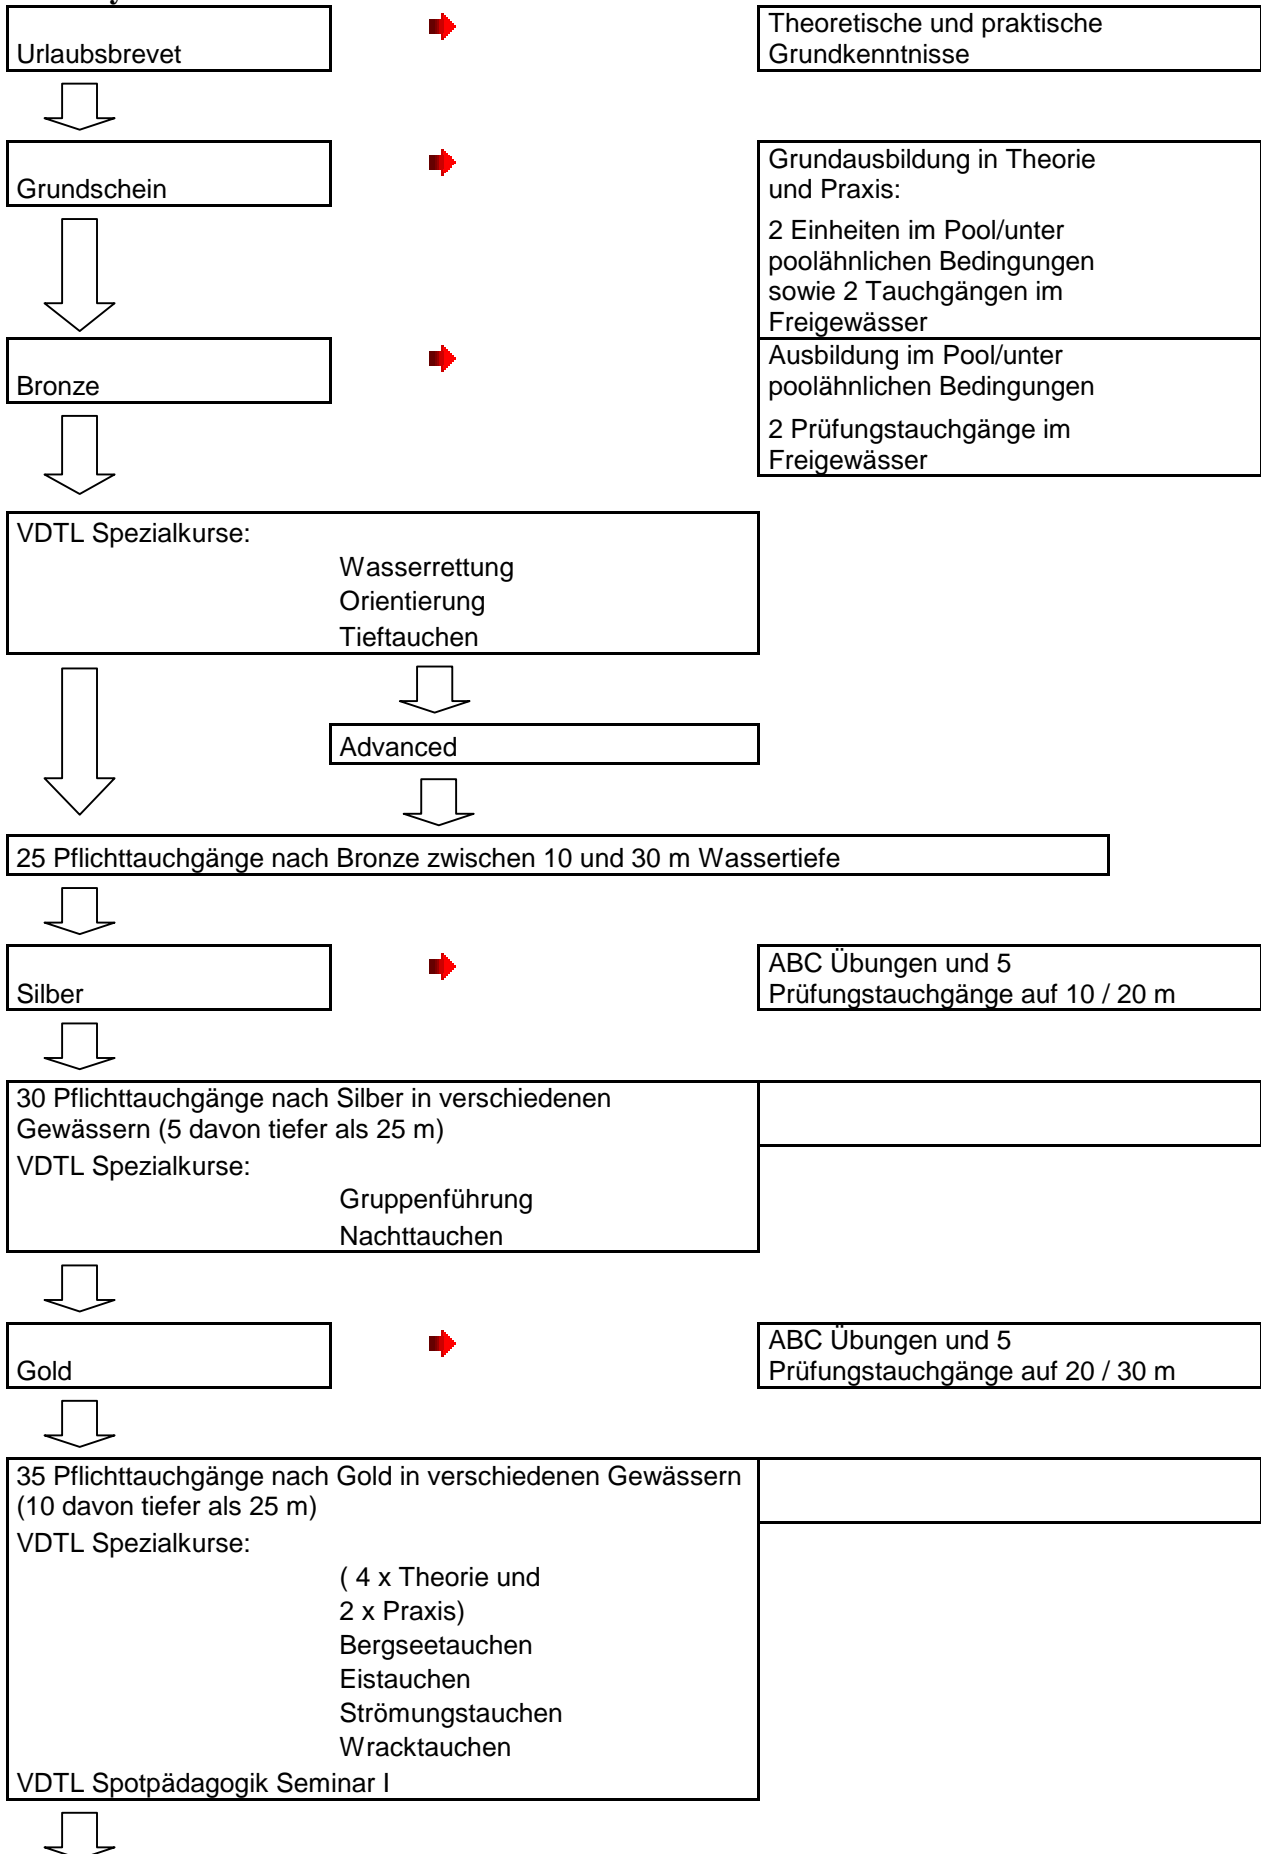 Urlaubsbrevet
Theoretische und praktische
Grundkenntnisse
Grundschein
Grundausbildung in Theorie
und Praxis:
2 Einheiten im Pool/unter
poolähnlichen Bedingungen
sowie 2 Tauchgängen im
Freigewässer
Bronze
Ausbildung im Pool/unter
poolähnlichen Bedingungen
2 Prüfungstauchgänge im
Freigewässer
VDTL Spezialkurse:
Wasserrettung
Orientierung
Tieftauchen
Advanced
25 Pflichttauchgänge nach Bronze zwischen 10 und 30 m Wassertiefe
Silber
ABC Übungen und 5
Prüfungstauchgänge auf 10 / 20 m
30 Pflichttauchgänge nach Silber in verschiedenen
Gewässern (5 davon tiefer als 25 m)
VDTL Spezialkurse:
Gruppenführung
Nachttauchen
Gold
ABC Übungen und 5
Prüfungstauchgänge auf 20 / 30 m
35 Pflichttauchgänge nach Gold in verschiedenen Gewässern
(10 davon tiefer als 25 m)
VDTL Spezialkurse:
( 4 x Theorie und
2 x Praxis)
Bergseetauchen
Eistauchen
Strömungstauchen
Wracktauchen
VDTL Spotpädagogik Seminar I